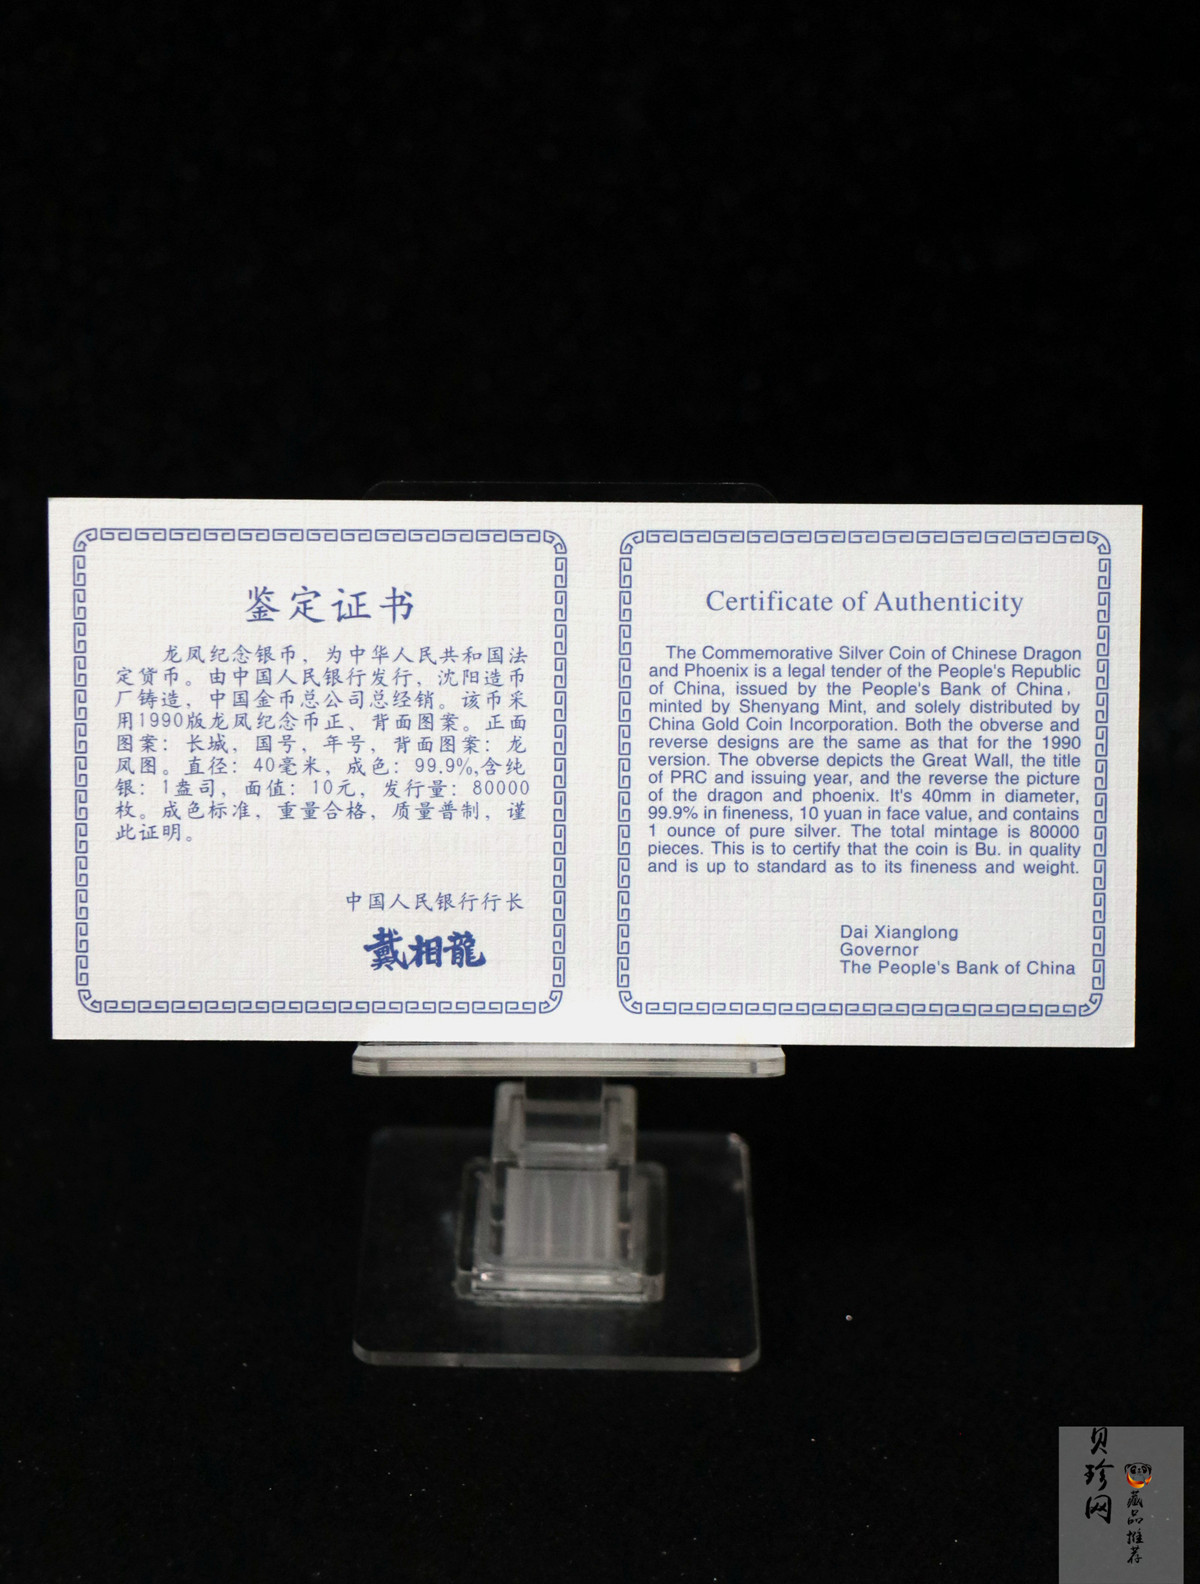 鉴定证书
龙凤纪念银币，为中华人民共和国法
定货币。由中国人民银行发行，沈阳造币
厂铸造，中国金币总公司总经销。该币采
用1990版龙凤纪念币正、背面图案。正面
图案：长城，国号，年号，背面图案：龙
凤图。直径：40毫米，成色：99.9%,含纯
银：1盎司，面值：10元，发行量：80000
枚。成色标准，重量合格，质量普制，谨
此证明。
中国人民银行行长
戴相龍
Certificate of Authenticity
The Commemorative Silver Coin of Chinese Dragon
and Phoenix is a legal tender of the People's Republic
of China, issued by the People's Bank of China,
minted by Shenyang Mint, and solely distributed by
China Gold Coin Incorporation. Both the obverse and
reverse designs are the same as that for the 1990
version. The obverse depicts the Great Wall, the title
of PRC and issuing year, and the reverse the picture
of the dragon and phoenix. It's 40mm in diameter,
99.9% in fineness, 10 yuan in face value, and contains
1 ounce of pure silver. The total mintage is 80000
pieces. This is to certify that the coin is Bu. in quality
and is up to standard as to its fineness and weight.
Dai Xianglong
Governor
The People's Bank of China
贝珍网
藏品推荐